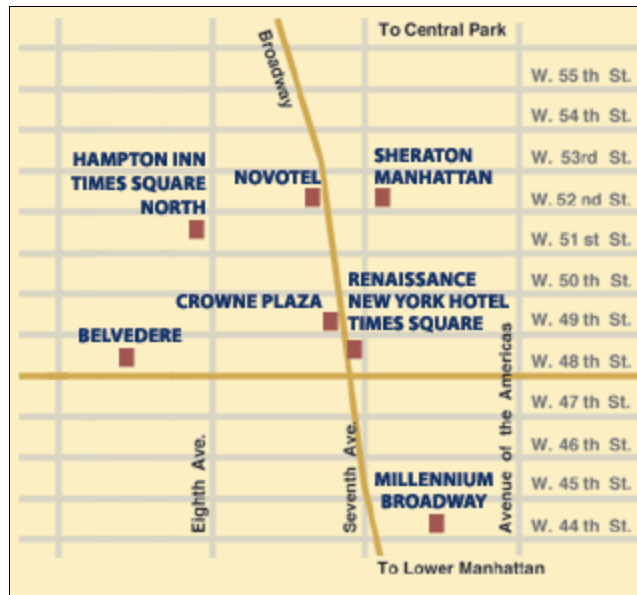 To Central Park
Broadway
W. 55 th St.
W. 54 th St.
HAMPTON INN
TIMES SQUARE
NORTH
NOVOTEL
SHERATON
MANHATTAN
W. 53rd St.
W. 52 nd St.
W. 51 st St.
W. 50 th St.
CROWNE PLAZA
RENAISSANCE
NEW YORK HOTEL
TIMES SQUARE
W. 49 th St.
BELVEDERE
W. 48 th St.
W. 47 th St.
Eighth Ave.
Seventh Ave.
Avenue of the Americas
W. 46 th St.
MILLENNIUM
BROADWAY
W. 45 th St.
W. 44 th St.
To Lower Manhattan